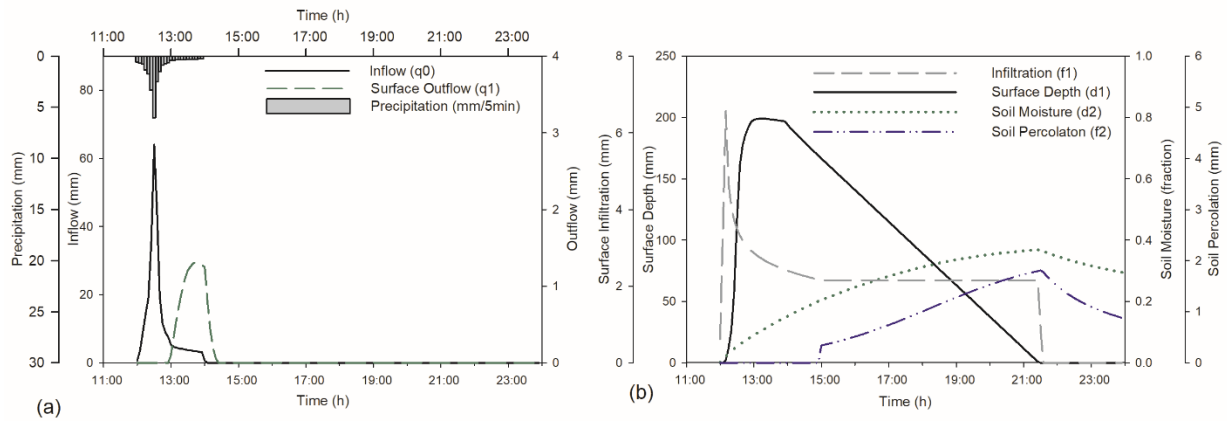 Time (h)
11:00 13:00 15:00 17:00 19:00 21:00 23:00
0
5
10
15
20
25
30
Precipitation (mm)
80
60
40
20
0
Inflow (mm)
Inflow (q0)
Surface Outflow (q1)
Precipitation (mm/5min)
4
3
2
1
0
Outflow (mm)
11:00 13:00 15:00 17:00 19:00 21:00 23:00
Time (h)
(a)
8
6
4
2
0
Surface Infiltration (mm)
250
200
150
100
50
0
Surface Depth (mm)
Infiltration (f1)
Surface Depth (d1)
Soil Moisture (d2)
Soil Percolaton (f2)
1.0
0.8
0.6
0.4
0.2
0.0
Soil Moisture (fraction)
6
5
4
3
2
1
0
Soil Percolation (mm)
11:00 13:00 15:00 17:00 19:00 21:00 23:00
Time (h)
(b)